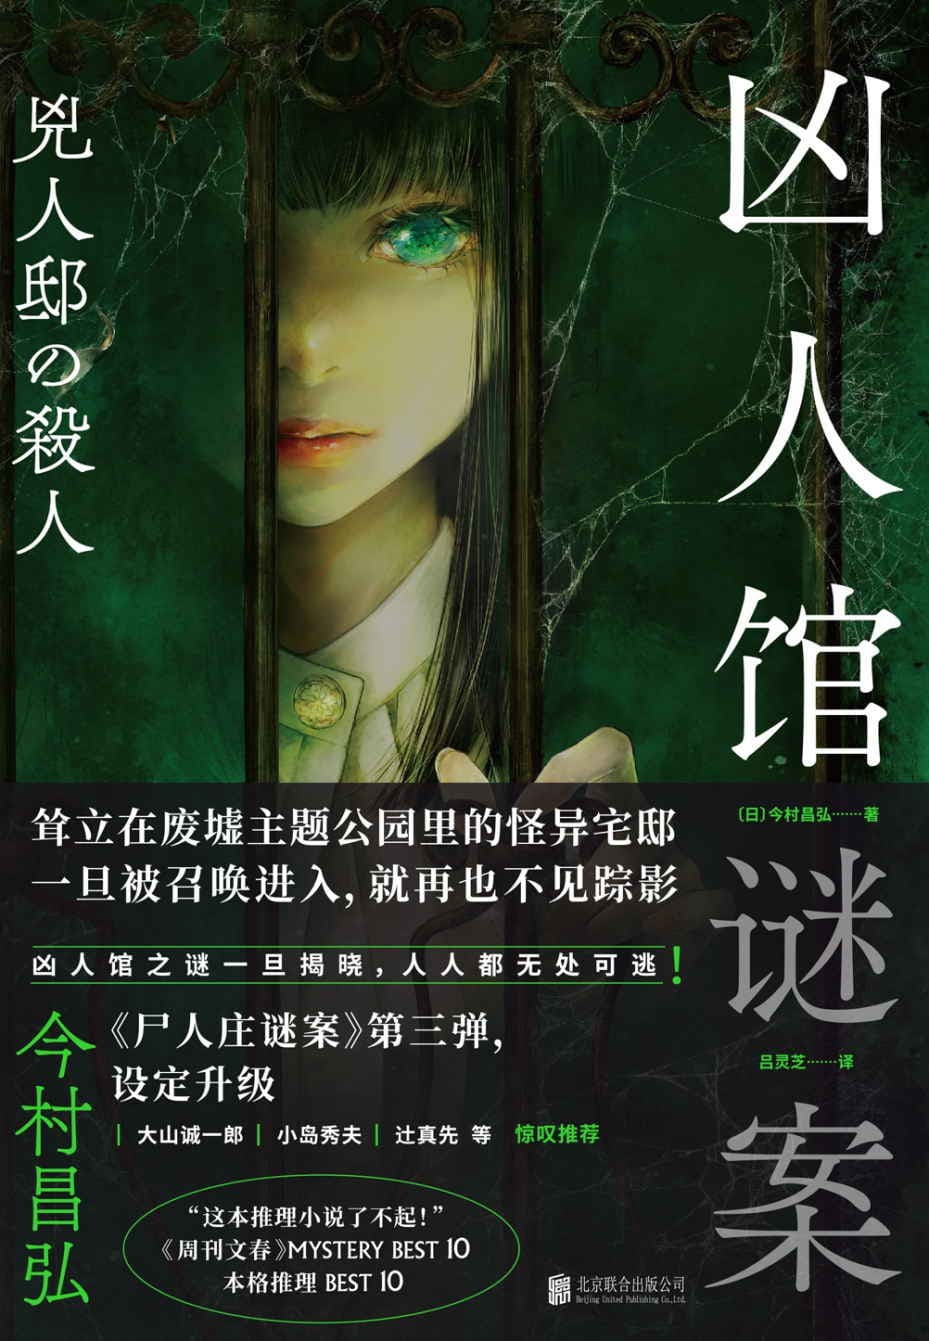 凶人馆谜案
兇人邸の殺人
〔日〕今村昌弘……著
吕灵芝……译
耸立在废墟主题公园里的怪异宅邸
一旦被召唤进入，就再也不见踪影
凶人馆之谜一旦揭晓，人人都无处可逃！
今村昌弘
《尸人庄谜案》第三弹，
设定升级
| 大山诚一郎 | 小岛秀夫 | 辻真先 等 惊叹推荐
“这本推理小说了不起！”
《周刊文春》MYSTERY BEST 10
本格推理 BEST 10
北京联合出版公司
Beijing United Publishing Co.,Ltd.